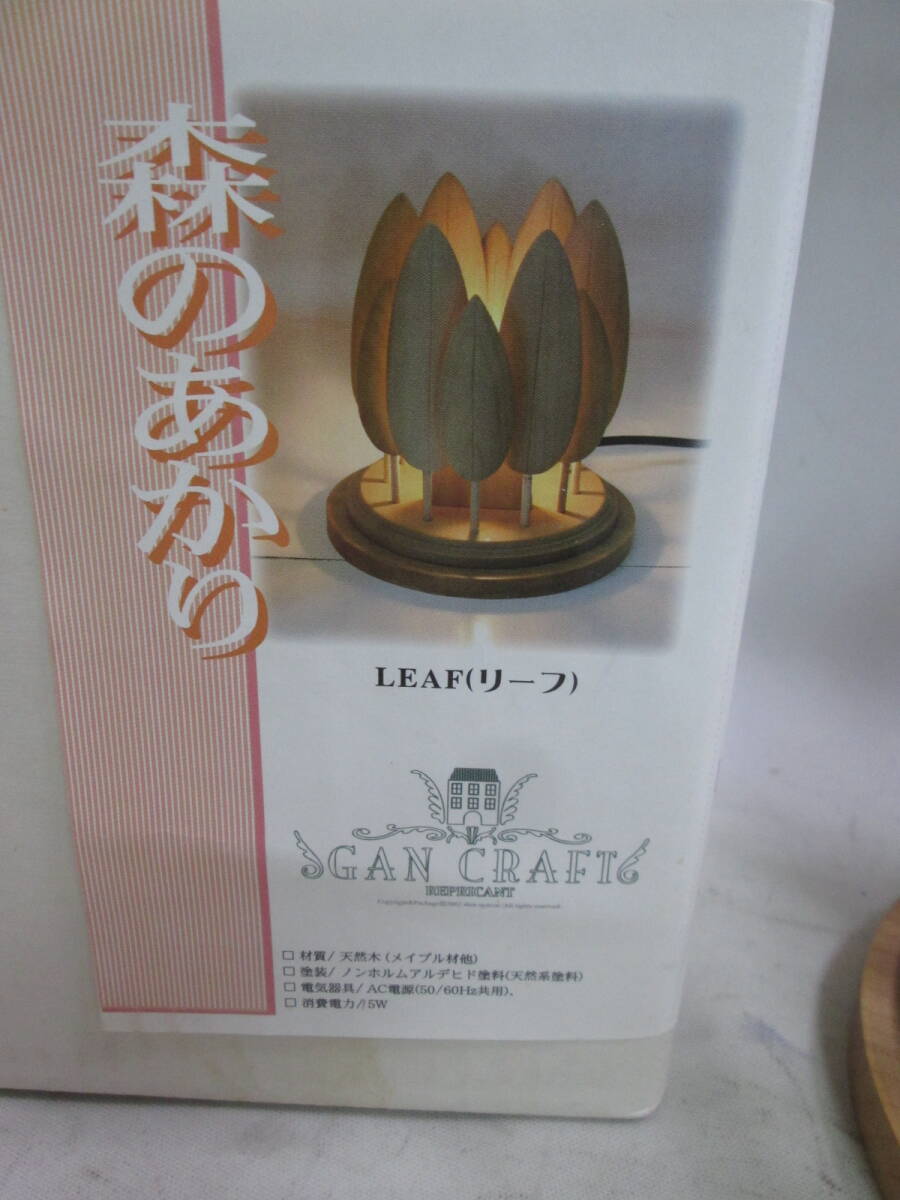 森のあかり
LEAF(リーフ)
GAN CRAFT
REPRICANT
□ 材質/ 天然木 (メイプル材他)
□ 塗装/ ノンホルムアルデヒド塗料(天然系塗料)
□ 電気器具/ AC電源(50/60Hz共用)、
□ 消費電力/ 5W